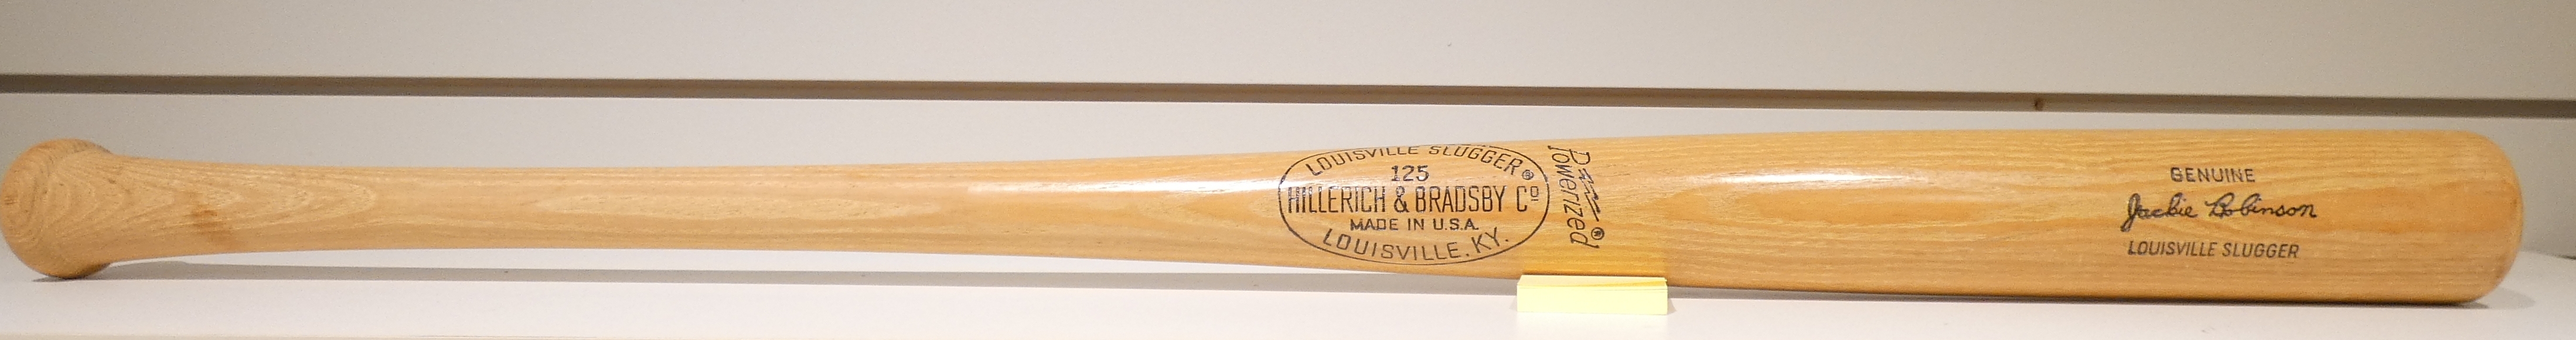 LOUISVILLE SLUGGER®
125
HILLERICH & BRADSBY Cº
MADE IN U.S.A.
LOUISVILLE. KY.
Powerized®
GENUINE
Jackie Robinson
LOUISVILLE SLUGGER